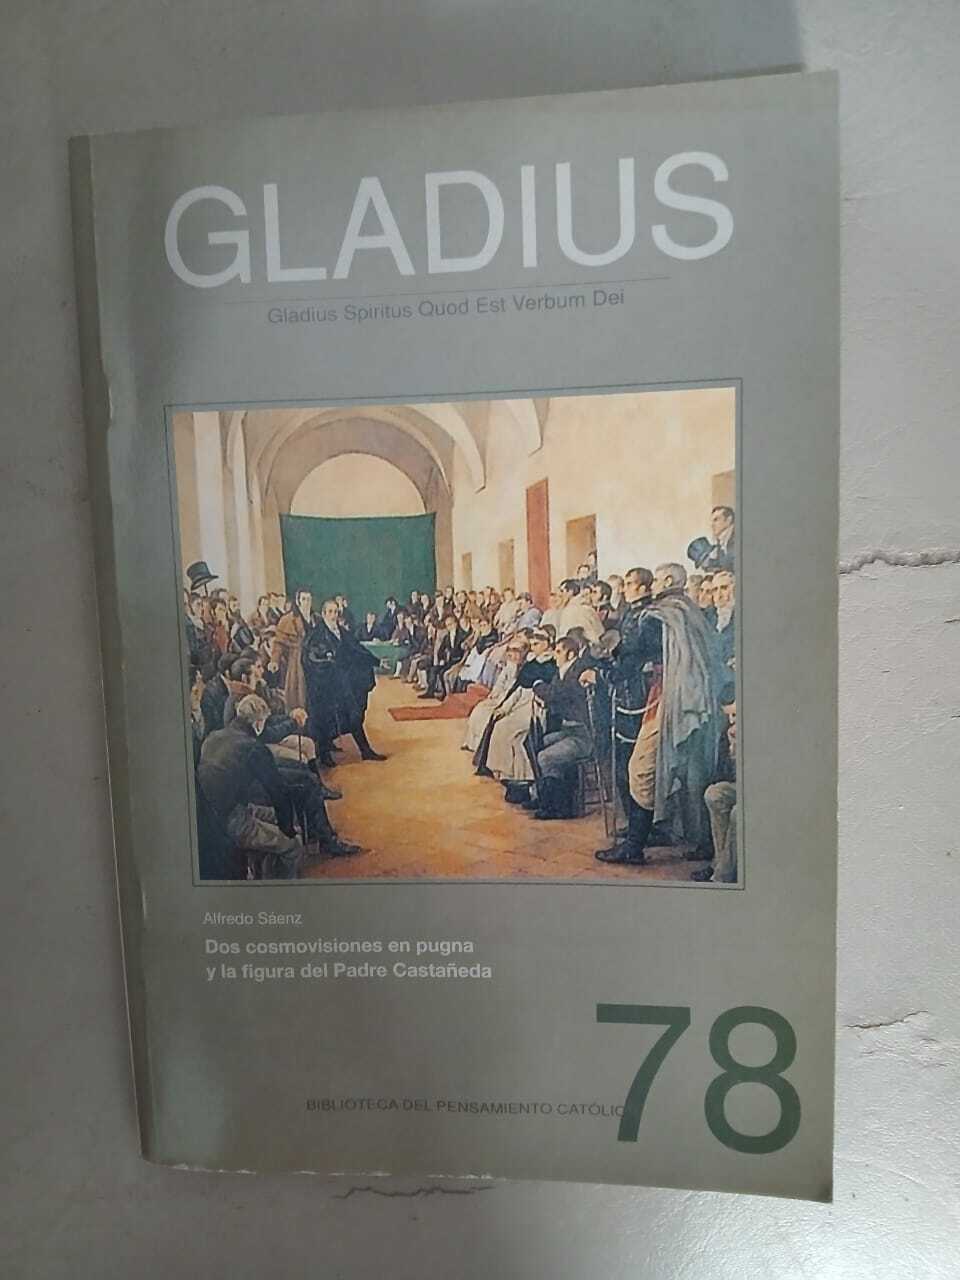 GLADIUS
Gladius Spiritus Quod Est Verbum Dei
Alfredo Sáenz
Dos cosmovisiones en pugna
y la figura del Padre Castañeda
78
BIBLIOTECA DEL PENSAMIENTO CATÓLIC